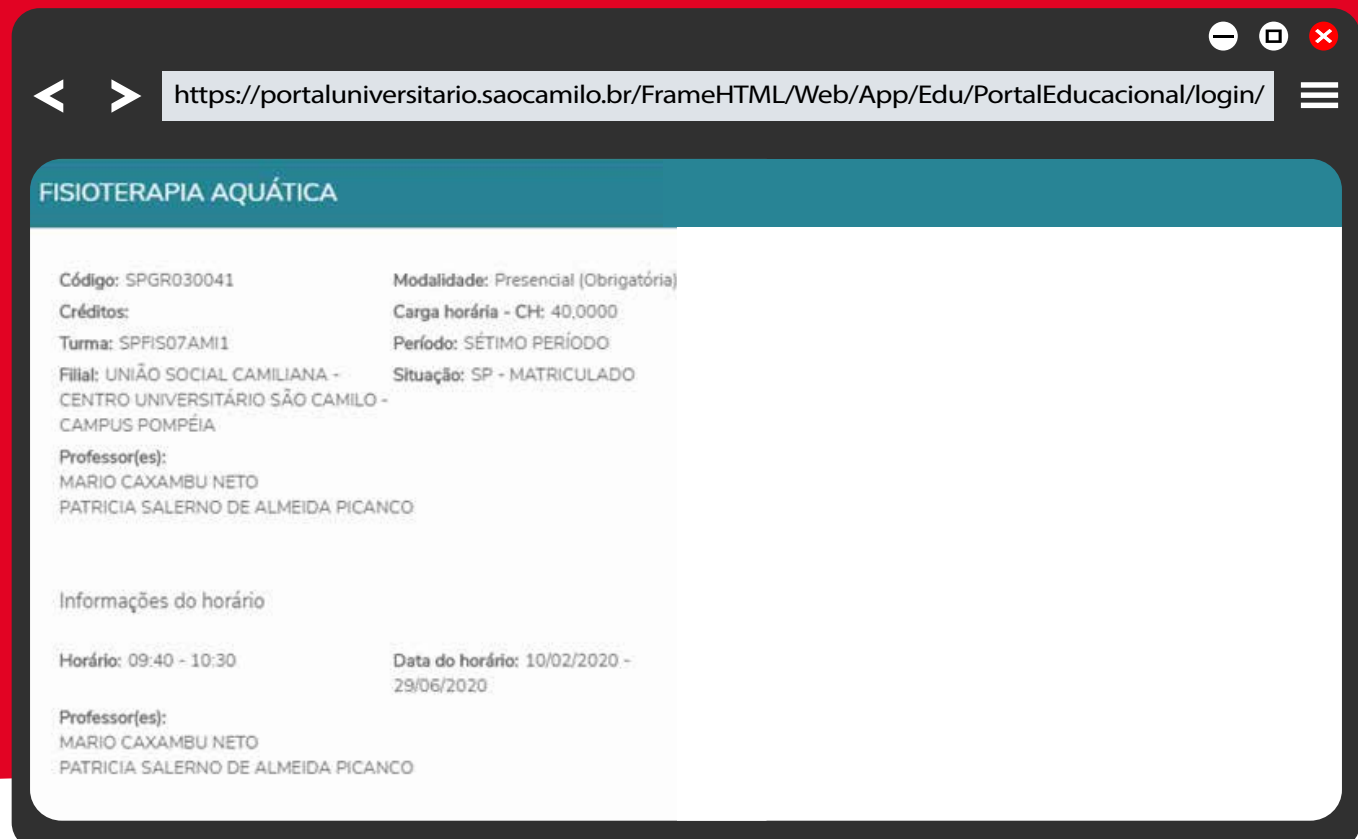 https://portaluniversitario.saocamilo.br/FrameHTML/Web/App/Edu/PortalEducacional/login/
FISIOTERAPIA AQUÁTICA
Código: SPGR030041
Modalidade: Presencial (Obrigatória)
Créditos:
Carga horária - CH: 40,0000
Turma: SPFIS07AMI1
Período: SÉTIMO PERÍODO
Filial: UNIÃO SOCIAL CAMILIANA -
Situação: SP - MATRICULADO
CENTRO UNIVERSITÁRIO SÃO CAMILO -
CAMPUS POMPÉIA
Professor(es):
MARIO CAXAMBU NETO
PATRICIA SALERNO DE ALMEIDA PICANCO
Informações do horário
Horário: 09:40 - 10:30
Data do horário: 10/02/2020 -
29/06/2020
Professor(es):
MARIO CAXAMBU NETO
PATRICIA SALERNO DE ALMEIDA PICANCO